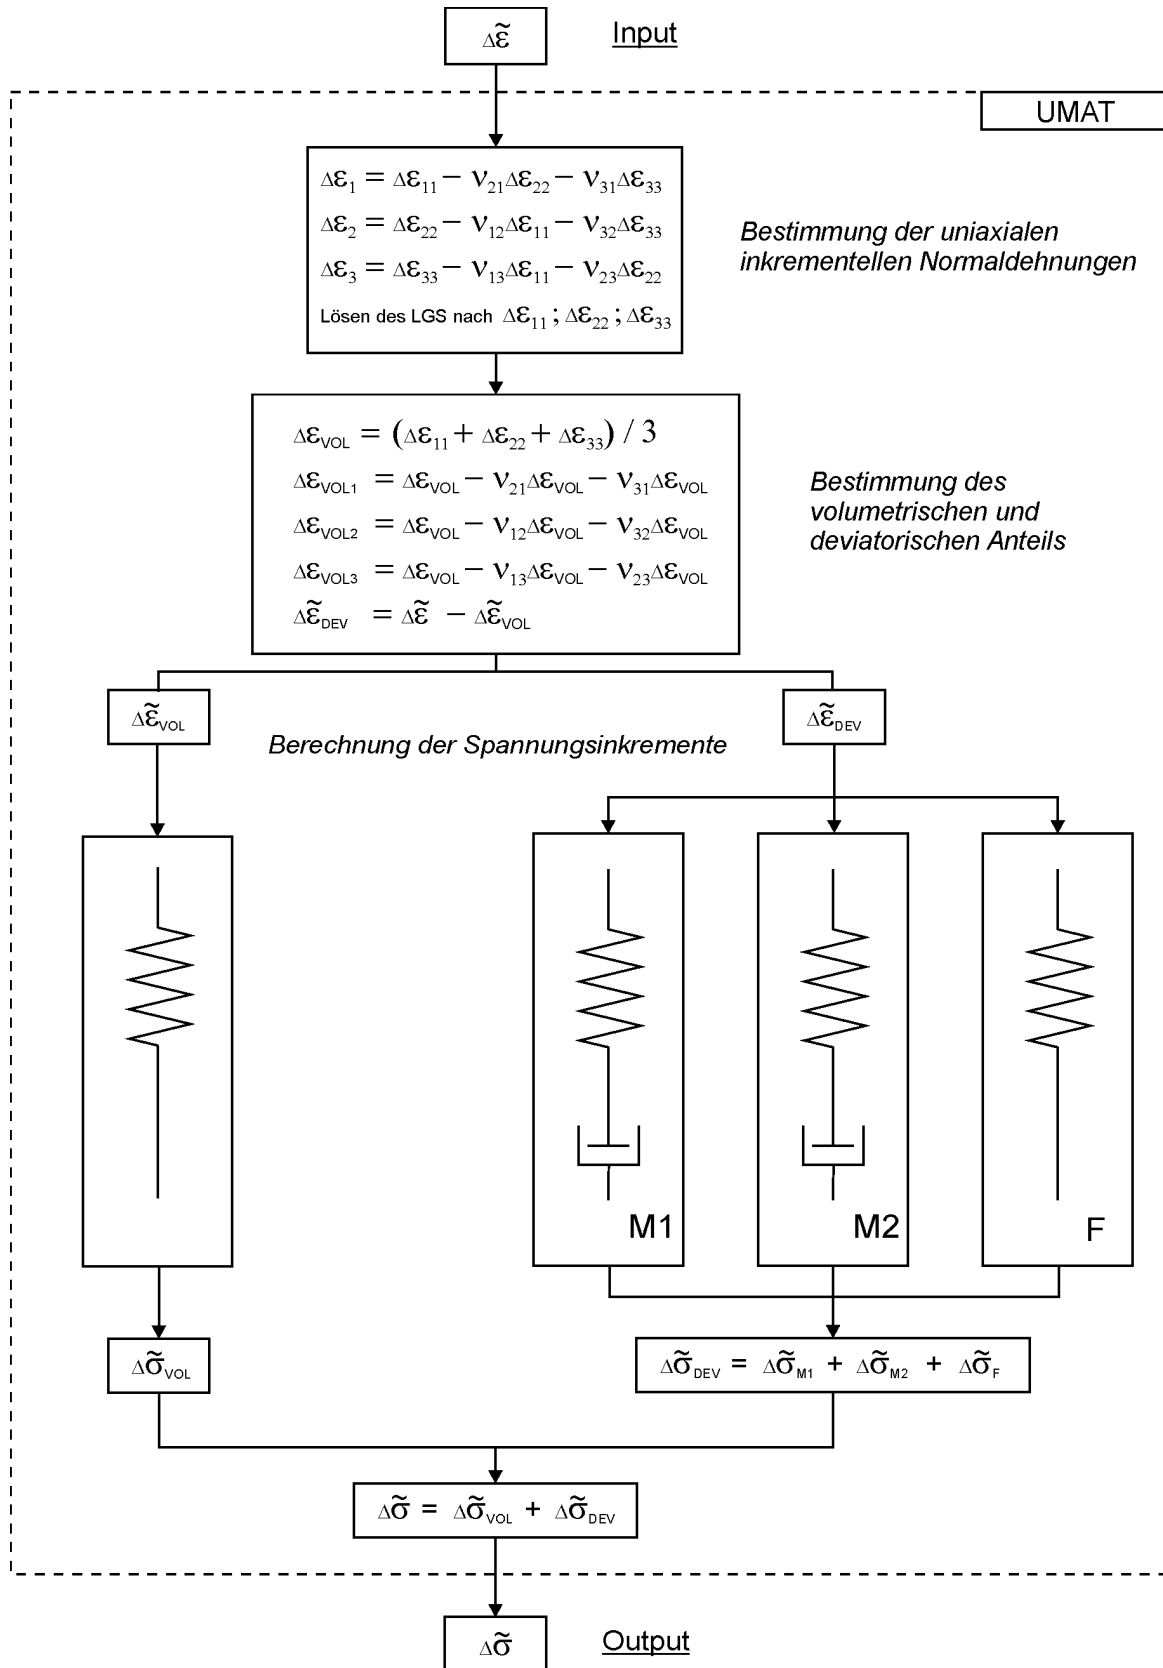 Δε̃ Input
UMAT
Δε₁ = Δε₁₁ − ν₂₁Δε₂₂ − ν₃₁Δε₃₃
Δε₂ = Δε₂₂ − ν₁₂Δε₁₁ − ν₃₂Δε₃₃
Δε₃ = Δε₃₃ − ν₁₃Δε₁₁ − ν₂₃Δε₂₂
Lösen des LGS nach Δε₁₁ ; Δε₂₂ ; Δε₃₃
Bestimmung der uniaxialen
inkrementellen Normaldehnungen
Δε_VOL = (Δε₁₁ + Δε₂₂ + Δε₃₃) / 3
Δε_VOL1 = Δε_VOL − ν₂₁Δε_VOL − ν₃₁Δε_VOL
Δε_VOL2 = Δε_VOL − ν₁₂Δε_VOL − ν₃₂Δε_VOL
Δε_VOL3 = Δε_VOL − ν₁₃Δε_VOL − ν₂₃Δε_VOL
Δε̃_DEV = Δε̃ − Δε̃_VOL
Bestimmung des
volumetrischen und
deviatorischen Anteils
Δε̃_VOL
Δε̃_DEV
Berechnung der Spannungsinkremente
M1
M2
F
Δσ̃_VOL
Δσ̃_DEV = Δσ̃_M1 + Δσ̃_M2 + Δσ̃_F
Δσ̃ = Δσ̃_VOL + Δσ̃_DEV
Δσ̃ Output